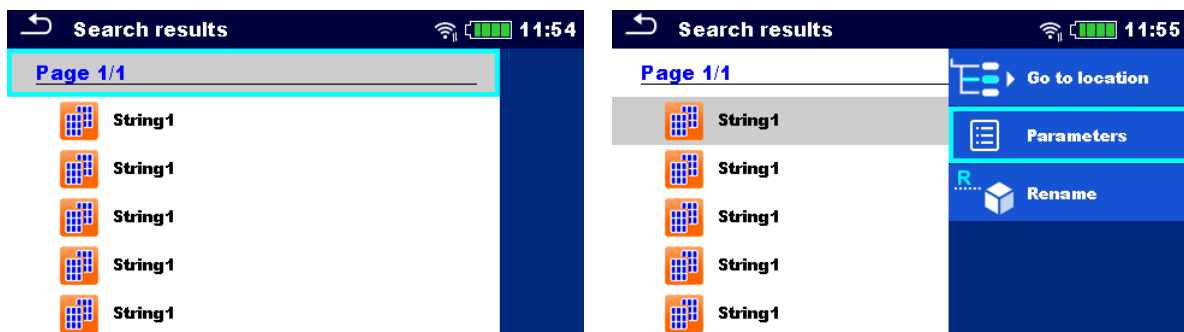 Search results 11:54
Page 1/1
String1
String1
String1
String1
String1
Search results 11:55
Page 1/1
String1
String1
String1
String1
String1
Go to location
Parameters
R
Rename